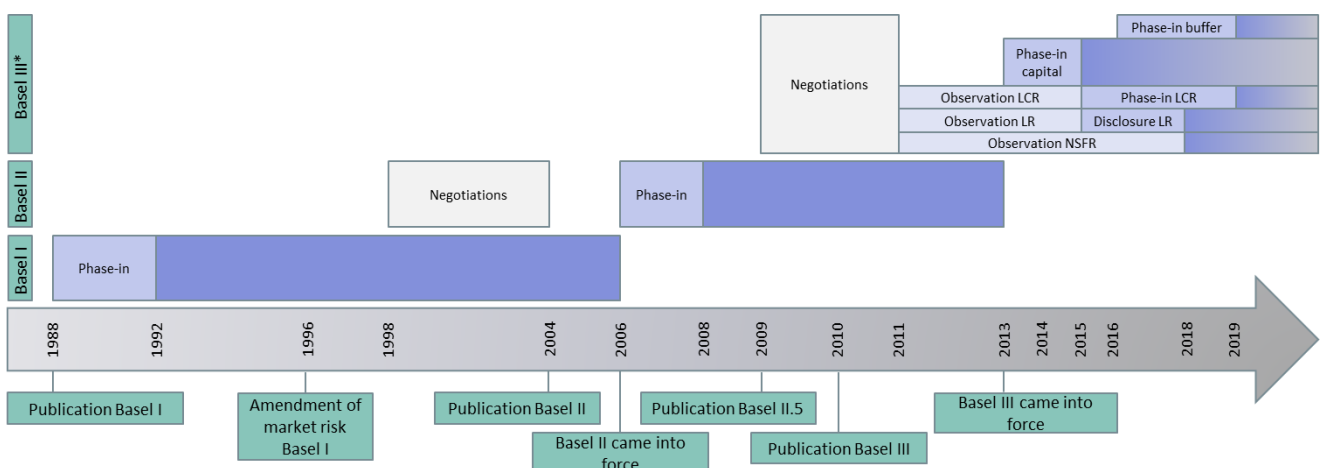 Basel III*
Negotiations
Phase-in buffer
Phase-in
capital
Observation LCR
Phase-in LCR
Observation LR
Disclosure LR
Observation NSFR
Basel II
Negotiations
Phase-in
Basel I
Phase-in
1988
1992
1996
1998
2004
2006
2008
2009
2010
2011
2013
2014
2015
2016
2018
2019
Publication Basel I
Amendment of
market risk
Basel I
Publication Basel II
Basel II came into
force
Publication Basel II.5
Publication Basel III
Basel III came into
force